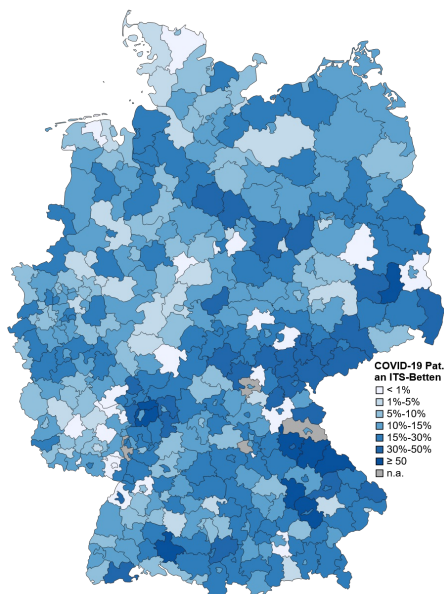 COVID-19 Pat.
an ITS-Betten
< 1%
1%-5%
5%-10%
10%-15%
15%-30%
30%-50%
≥ 50
n.a.